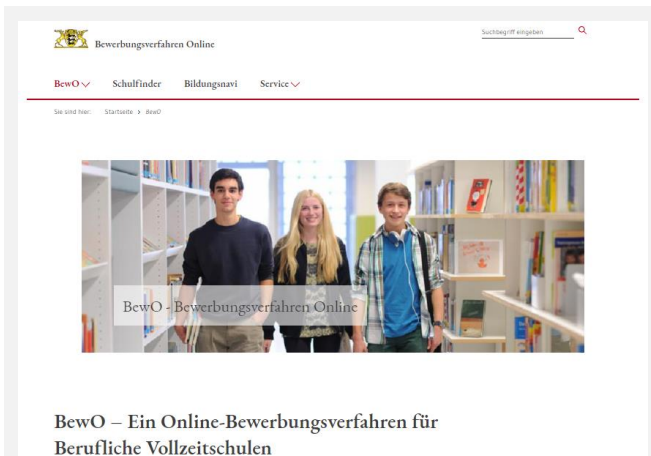 Bewerbungsverfahren Online
Suchbegriff eingeben
BewO Schulfinder Bildungsnavi Service
Sie sind hier: Startseite > BewO
BewO - Bewerbungsverfahren Online
BewO – Ein Online-Bewerbungsverfahren für
Berufliche Vollzeitschulen